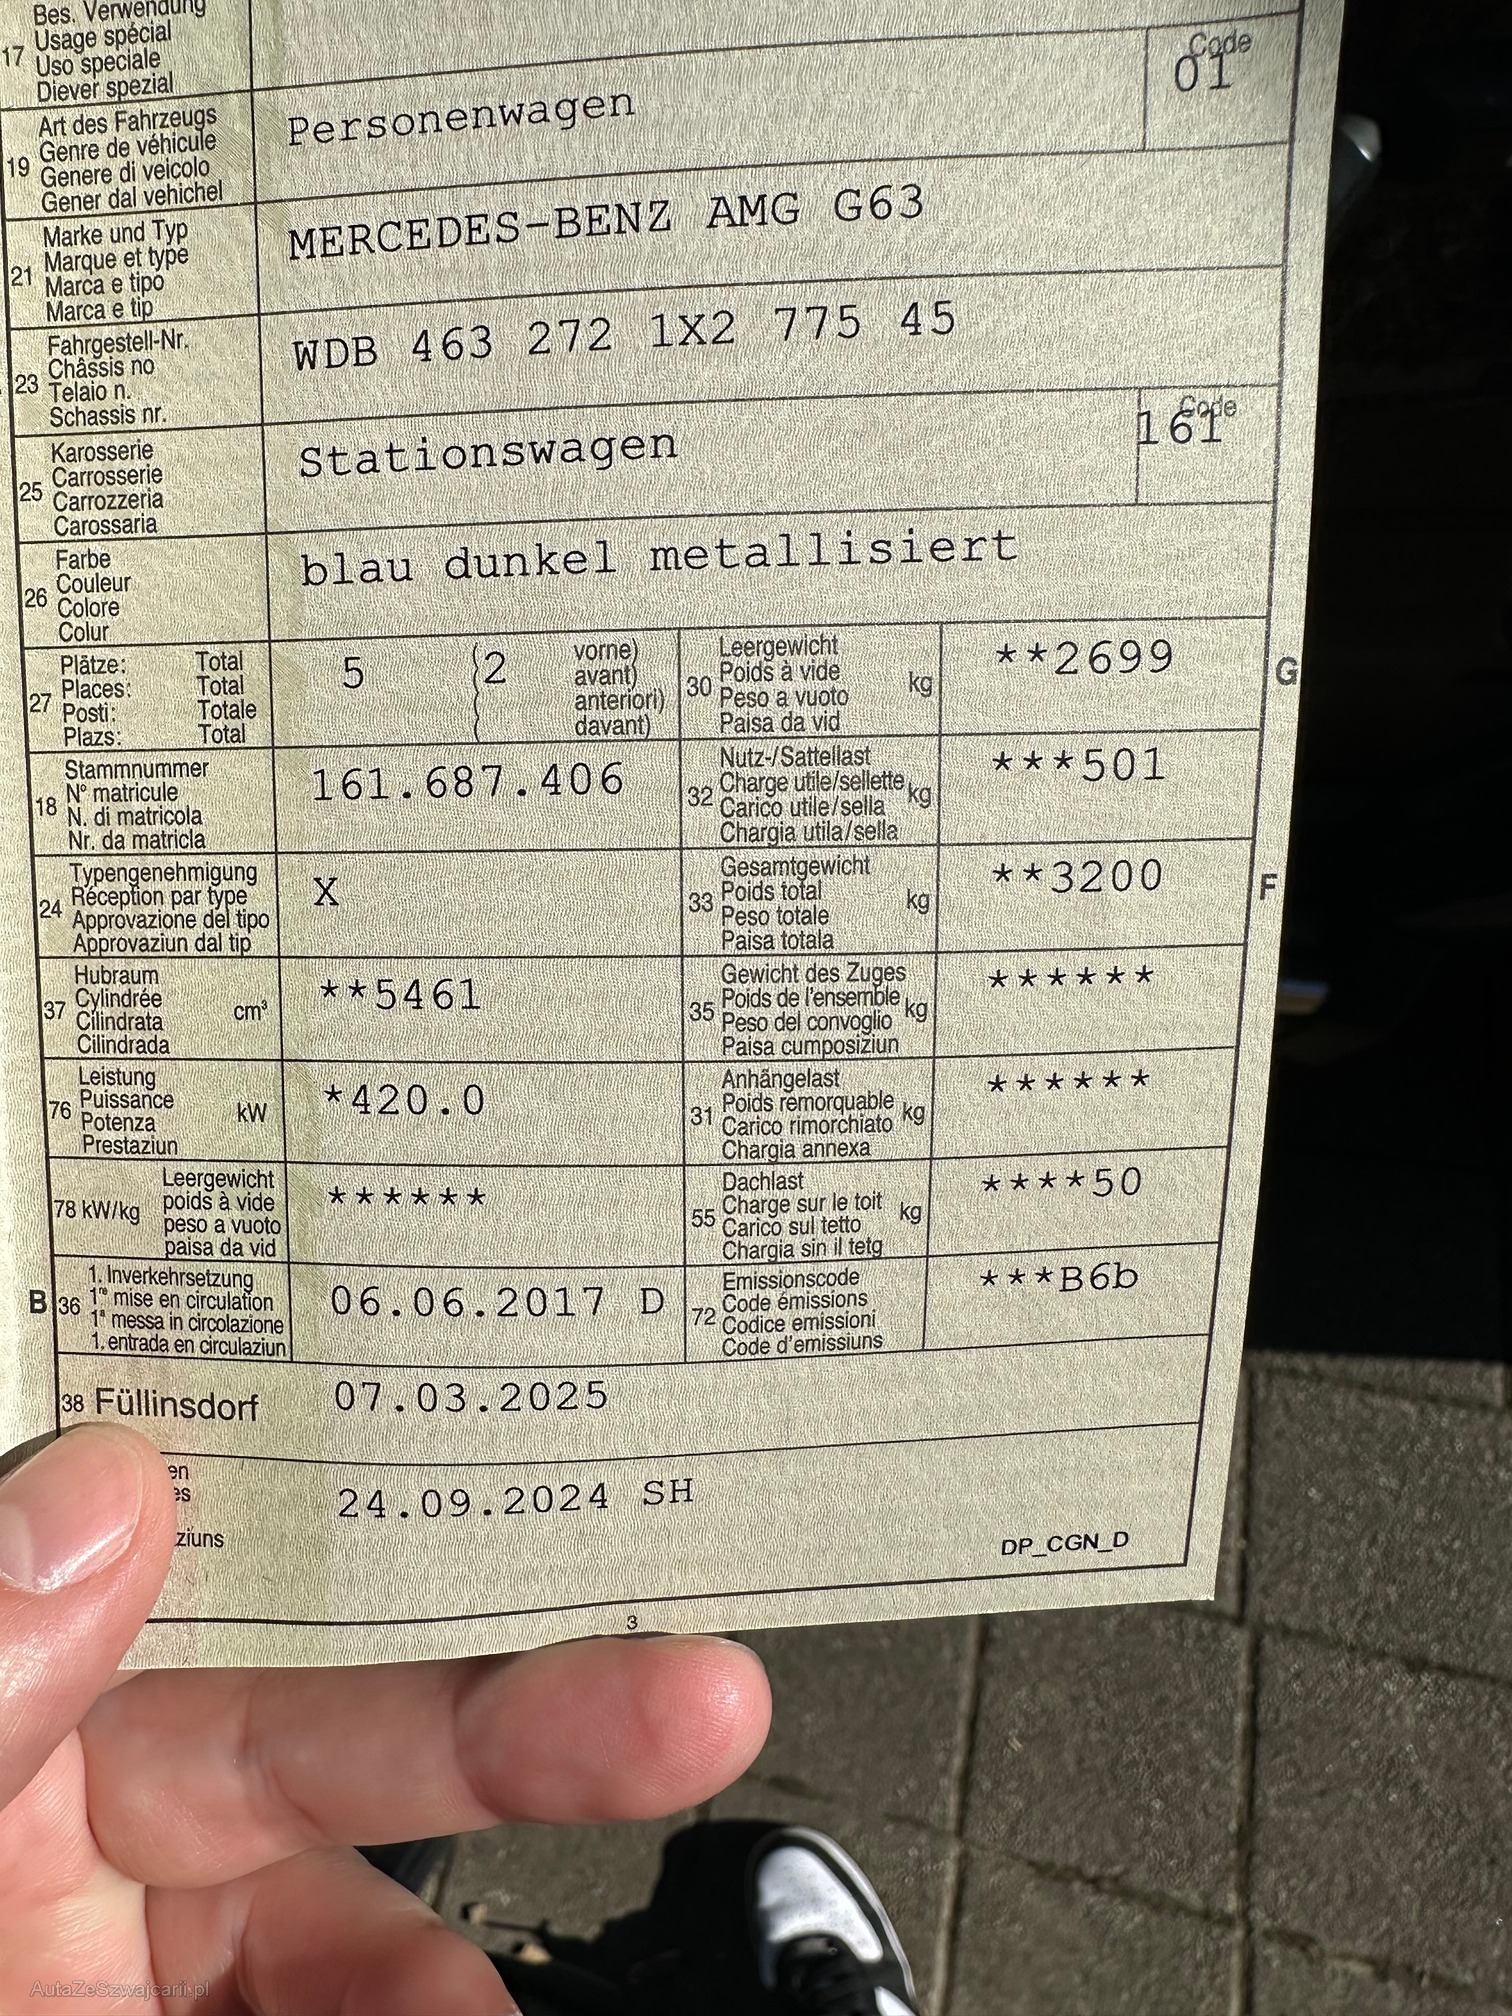 Bes. Verwendung
17 Usage spécial
Uso speciale
Diever spezial
Art des Fahrzeugs
19 Genre de véhicule
Genere di veicolo
Gener dal vehichel
Personenwagen
Code
01
Marke und Typ
21 Marque et type
Marca e tipo
Marca e tip
MERCEDES-BENZ AMG G63
Fahrgestell-Nr.
23 Châssis no
Telaio n.
Schassis nr.
WDB 463 272 1X2 775 45
Karosserie
25 Carrosserie
Carrozzeria
Carossaria
Stationswagen
Code
161
Farbe
26 Couleur
Colore
Colur
blau dunkel metallisiert
Plätze: Total
27 Places: Total
Posti: Totale
Plazs: Total
5 (2 vorne)
avant)
anteriori)
davant)
Leergewicht
30 Poids à vide kg
Peso a vuoto
Paisa da vid
**2699
G
Stammnummer
18 N° matricule
N. di matricola
Nr. da matricla
161.687.406
Nutz-/Sattellast
32 Charge utile/sellette kg
Carico utile/sella
Chargia utila/sella
***501
Typengenehmigung
24 Réception par type
Approvazione del tipo
Approvaziun dal tip
X
Gesamtgewicht
33 Poids total kg
Peso totale
Paisa totala
**3200
F
Hubraum
37 Cylindrée cm³
Cilindrata
Cilindrada
**5461
Gewicht des Zuges
35 Poids de l'ensemble kg
Peso del convoglio
Paisa cumposiziun
******
Leistung
76 Puissance kW
Potenza
Prestaziun
*420.0
Anhängelast
31 Poids remorquable kg
Carico rimorchiato
Chargia annexa
******
Leergewicht
78 kW/kg poids à vide
peso a vuoto
paisa da vid
******
Dachlast
55 Charge sur le toit kg
Carico sul tetto
Chargia sin il tetg
****50
1. Inverkehrsetzung
B 36 1re mise en circulation
1a messa in circolazione
1. entrada en circulaziun
06.06.2017 D
Emissionscode
72 Code émissions
Codice emissioni
Code d'emissiuns
***B6b
38 Füllinsdorf 07.03.2025
24.09.2024 SH
DP_CGN_D
3
AutaZeSzwajcarii.pl